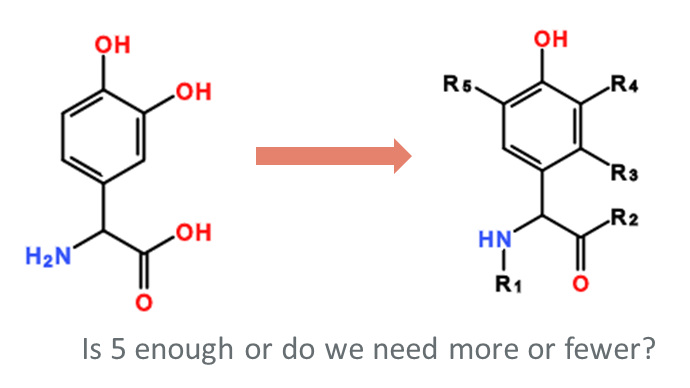 OH
OH
OH
H₂N
O
OH
R5
R4
R3
HN
R2
R1
O
Is 5 enough or do we need more or fewer?